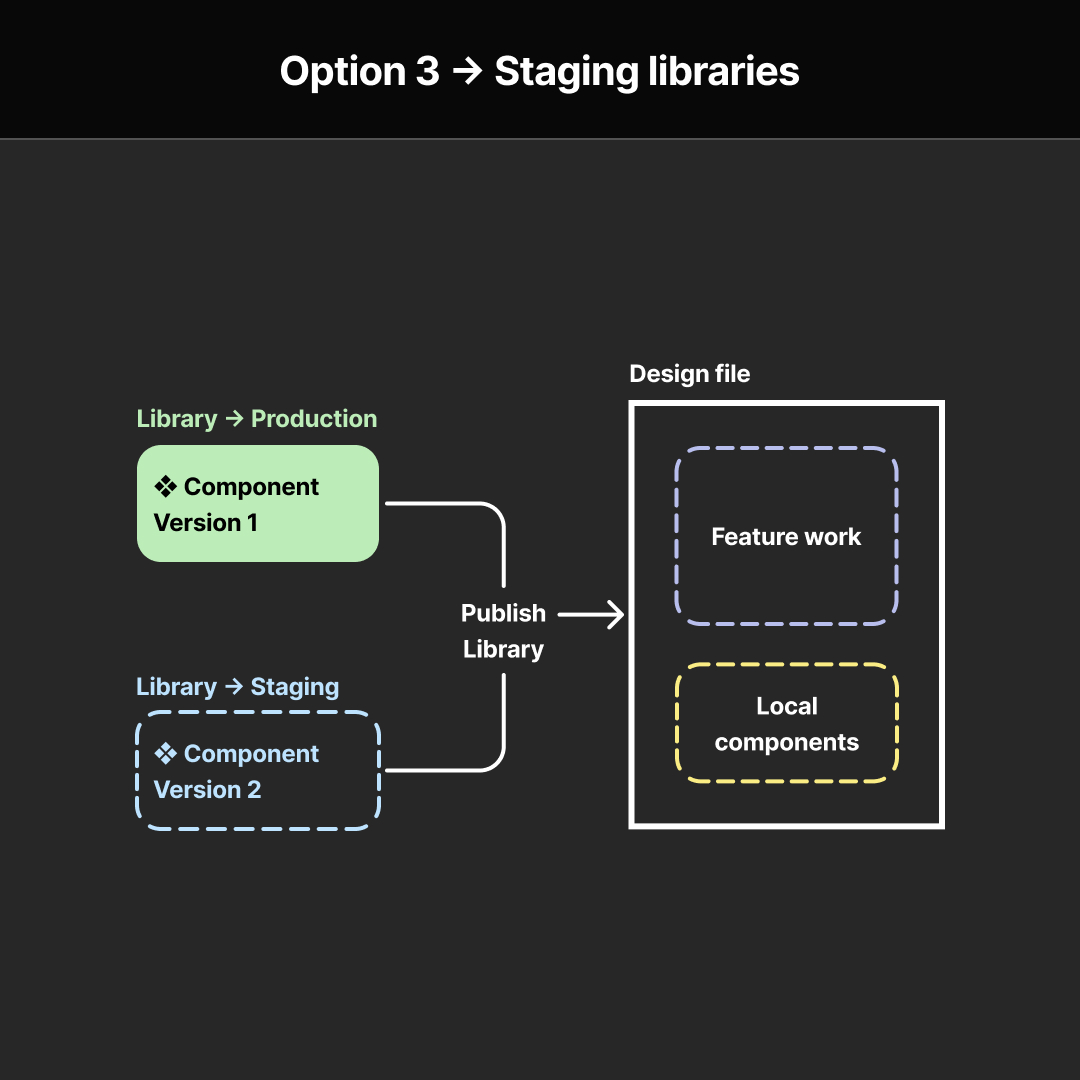 Option 3 → Staging libraries
Library → Production
❖ Component
Version 1
Library → Staging
❖ Component
Version 2
Publish
Library
Design file
Feature work
Local
components